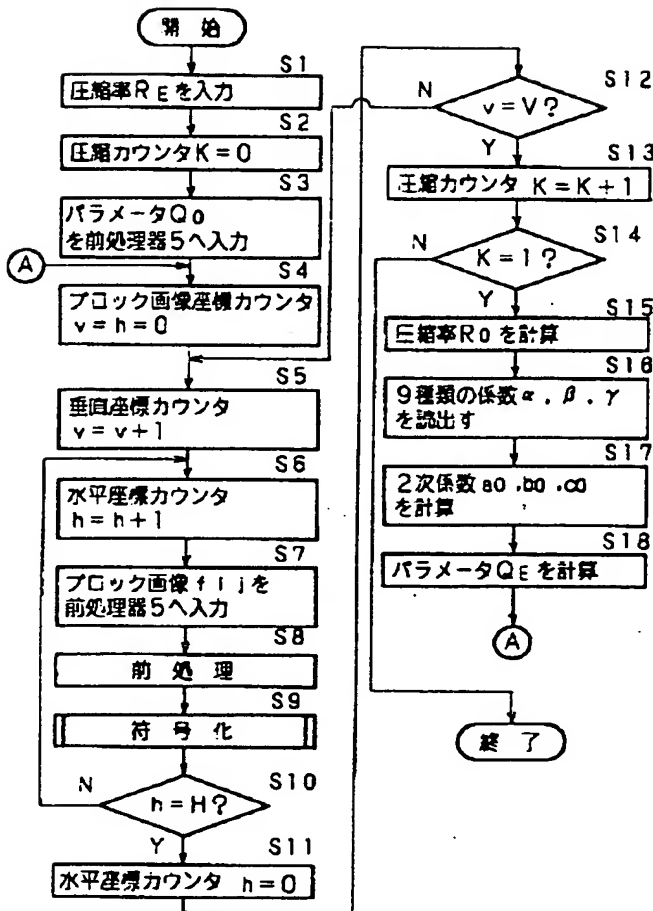 開始
S1
圧縮率REを入力
S2
圧縮カウンタK=0
S3
パラメータQ0
を前処理器5へ入力
A
S4
ブロック画像座標カウンタ
v=h=0
S5
垂直座標カウンタ
v=v+1
S6
水平座標カウンタ
h=h+1
S7
ブロック画像fijを
前処理器5へ入力
S8
前処理
S9
符号化
S10
N
h=H?
Y
S11
水平座標カウンタ h=0
S12
N
v=V?
Y
S13
圧縮カウンタ K=K+1
S14
N
K=1?
Y
S15
圧縮率R0を計算
S16
9種類の係数α,β,γ
を読出す
S17
2次係数a0,b0,c0
を計算
S18
パラメータQEを計算
A
終了